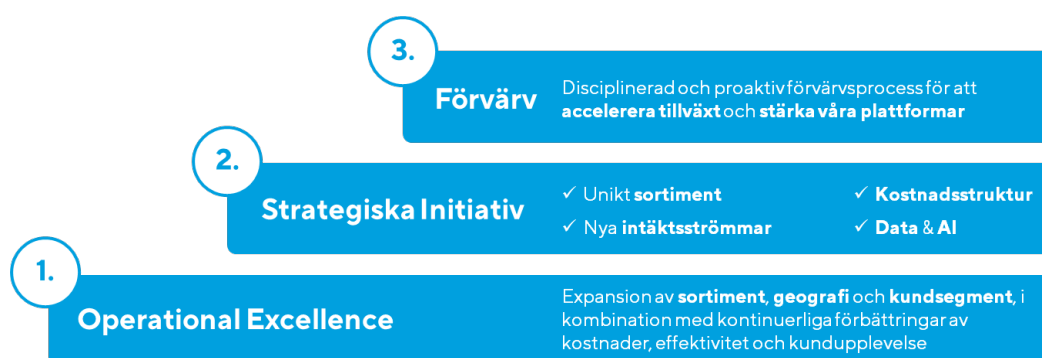 3.
Förvärv
Disciplinerad och proaktiv förvärvsprocess för att
accelerera tillväxt och stärka våra plattformar
2.
Strategiska Initiativ
✓ Unikt sortiment
✓ Kostnadsstruktur
✓ Nya intäktsströmmar
✓ Data & AI
1.
Operational Excellence
Expansion av sortiment, geografi och kundsegment, i
kombination med kontinuerliga förbättringar av
kostnader, effektivitet och kundupplevelse